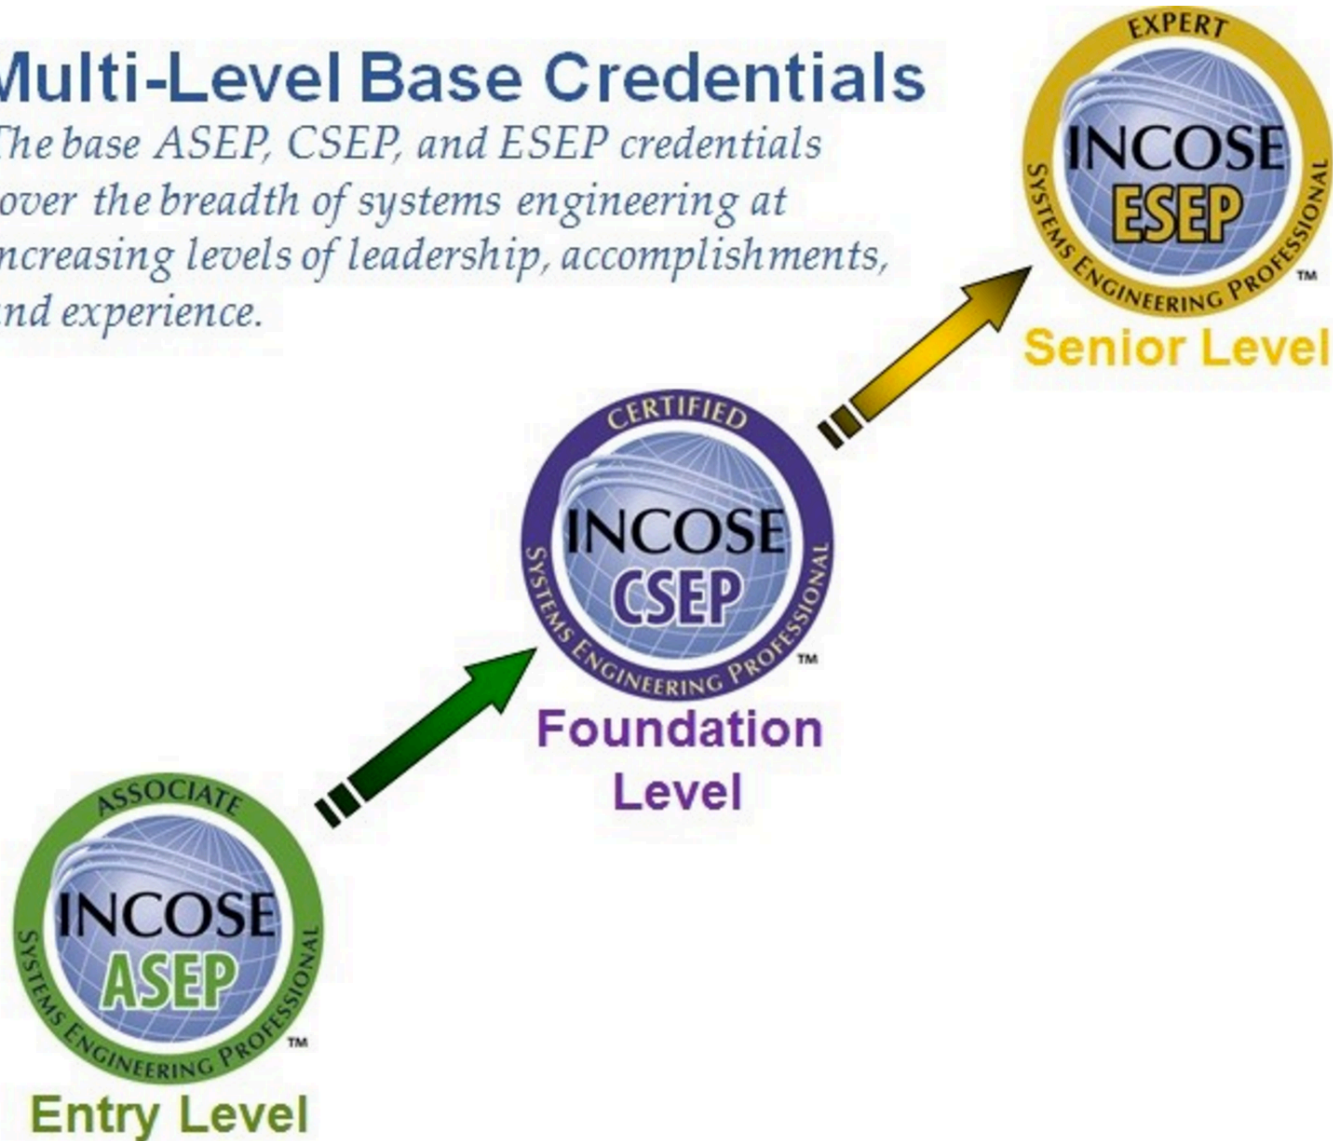 Multi-Level Base Credentials
The base ASEP, CSEP, and ESEP credentials
over the breadth of systems engineering at
ncreasing levels of leadership, accomplishments,
nd experience.
EXPERT
INCOSE
ESEP
SYSTEMS ENGINEERING PROFESSIONAL
TM
Senior Level
CERTIFIED
INCOSE
CSEP
SYSTEMS ENGINEERING PROFESSIONAL
TM
Foundation
Level
ASSOCIATE
INCOSE
ASEP
SYSTEMS ENGINEERING PROFESSIONAL
TM
Entry Level